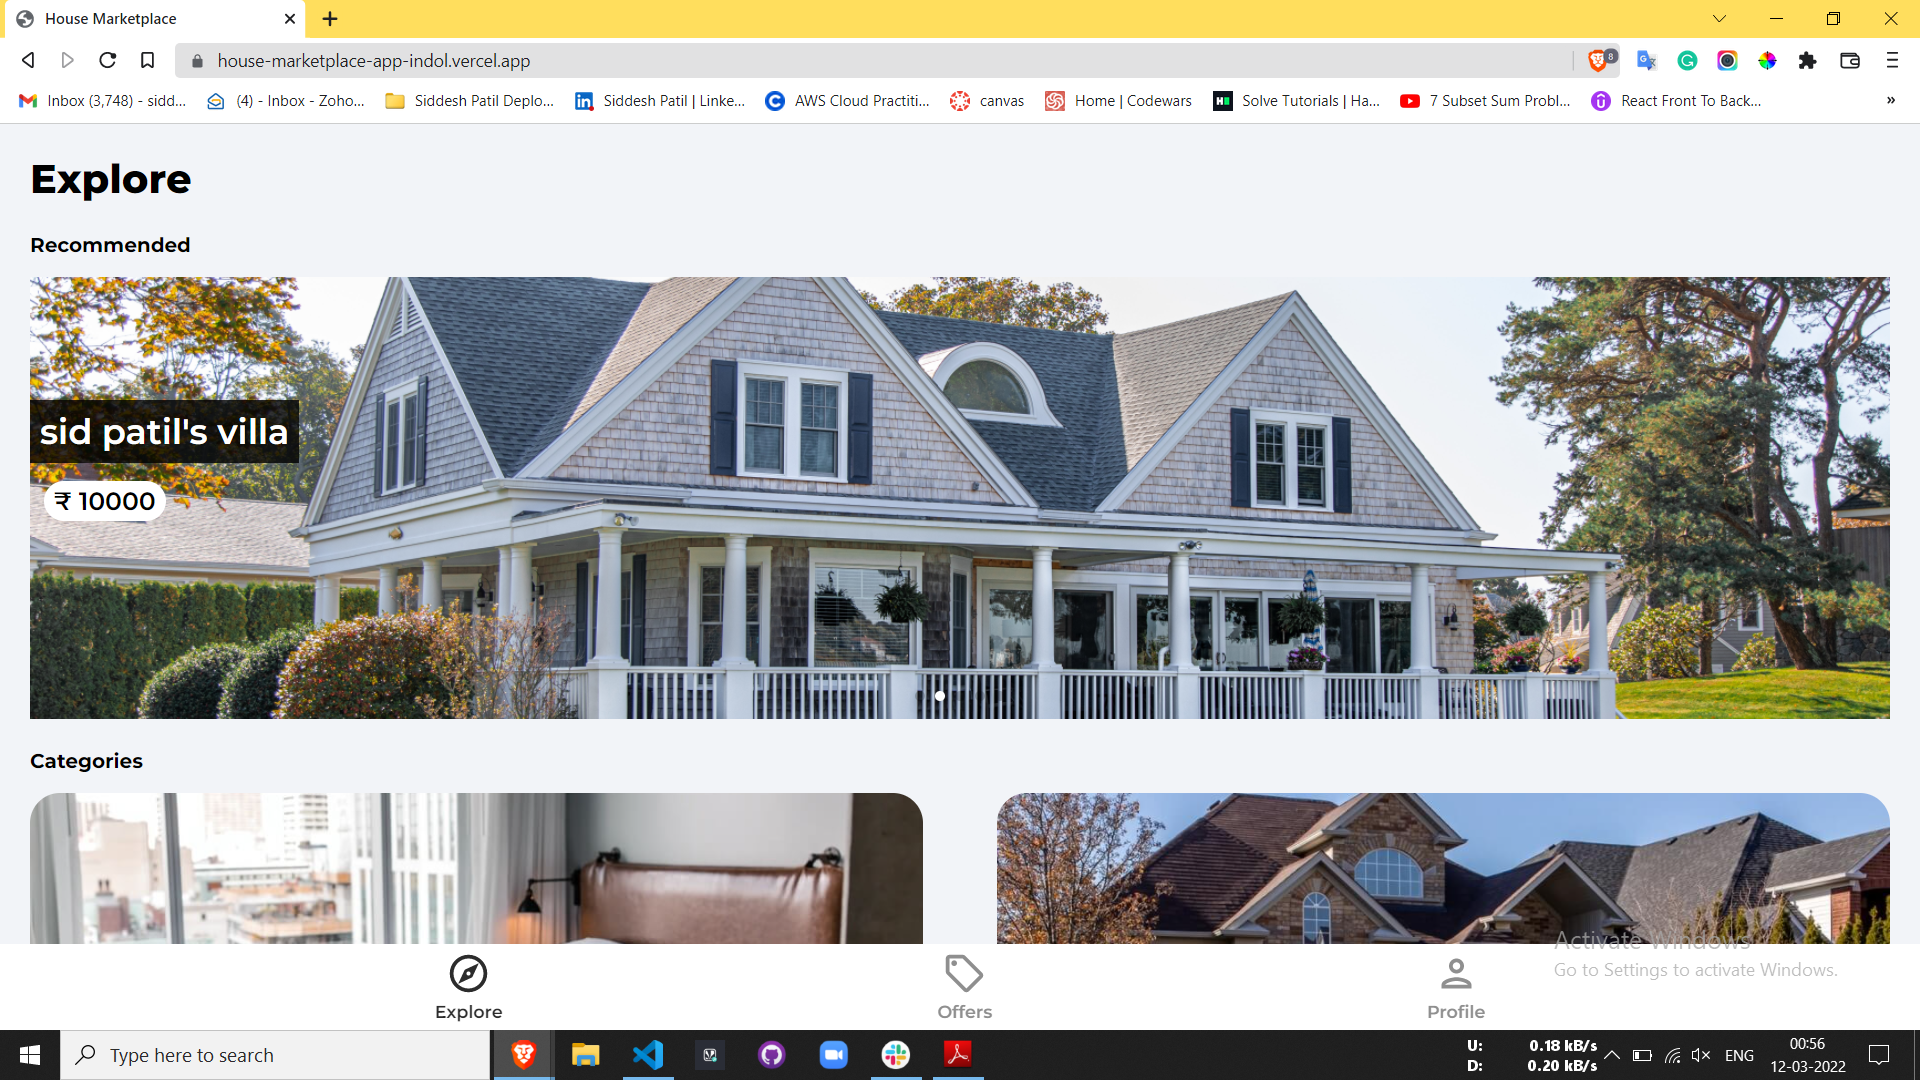 House Marketplace
house-marketplace-app-indol.vercel.app
8
Inbox (3,748) - sidd...
(4) - Inbox - Zoho...
Siddesh Patil Deplo...
Siddesh Patil | Linke...
AWS Cloud Practiti...
canvas
Home | Codewars
Solve Tutorials | Ha...
7 Subset Sum Probl...
React Front To Back...
»
Explore
Recommended
sid patil's villa
₹ 10000
Categories
Activate Windows
Go to Settings to activate Windows.
Explore
Offers
Profile
Type here to search
U: 0.18 kB/s
D: 0.20 kB/s
ENG
00:56
12-03-2022